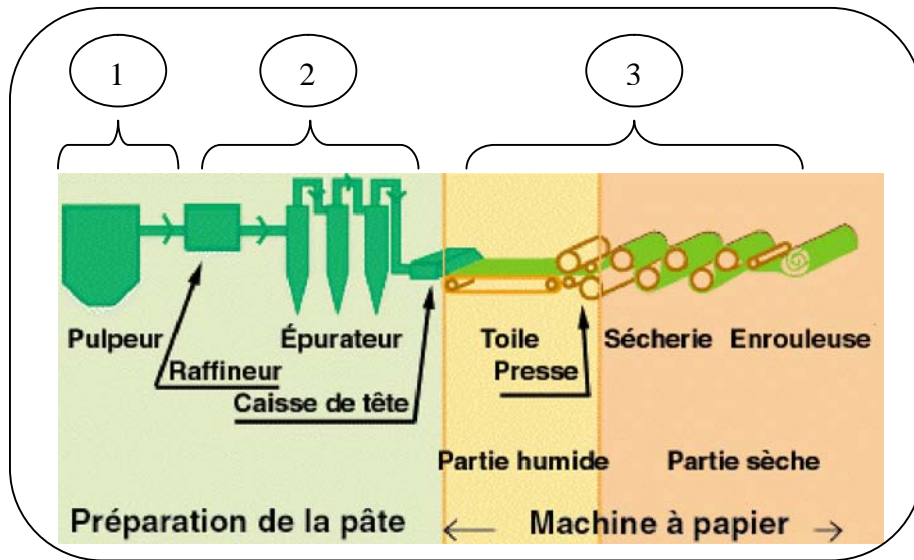 1 2 3
Pulpeur Épurateur Toile Sécherie Enrouleuse
Raffineur Presse
Caisse de tête
Partie humide Partie sèche
Préparation de la pâte Machine à papier